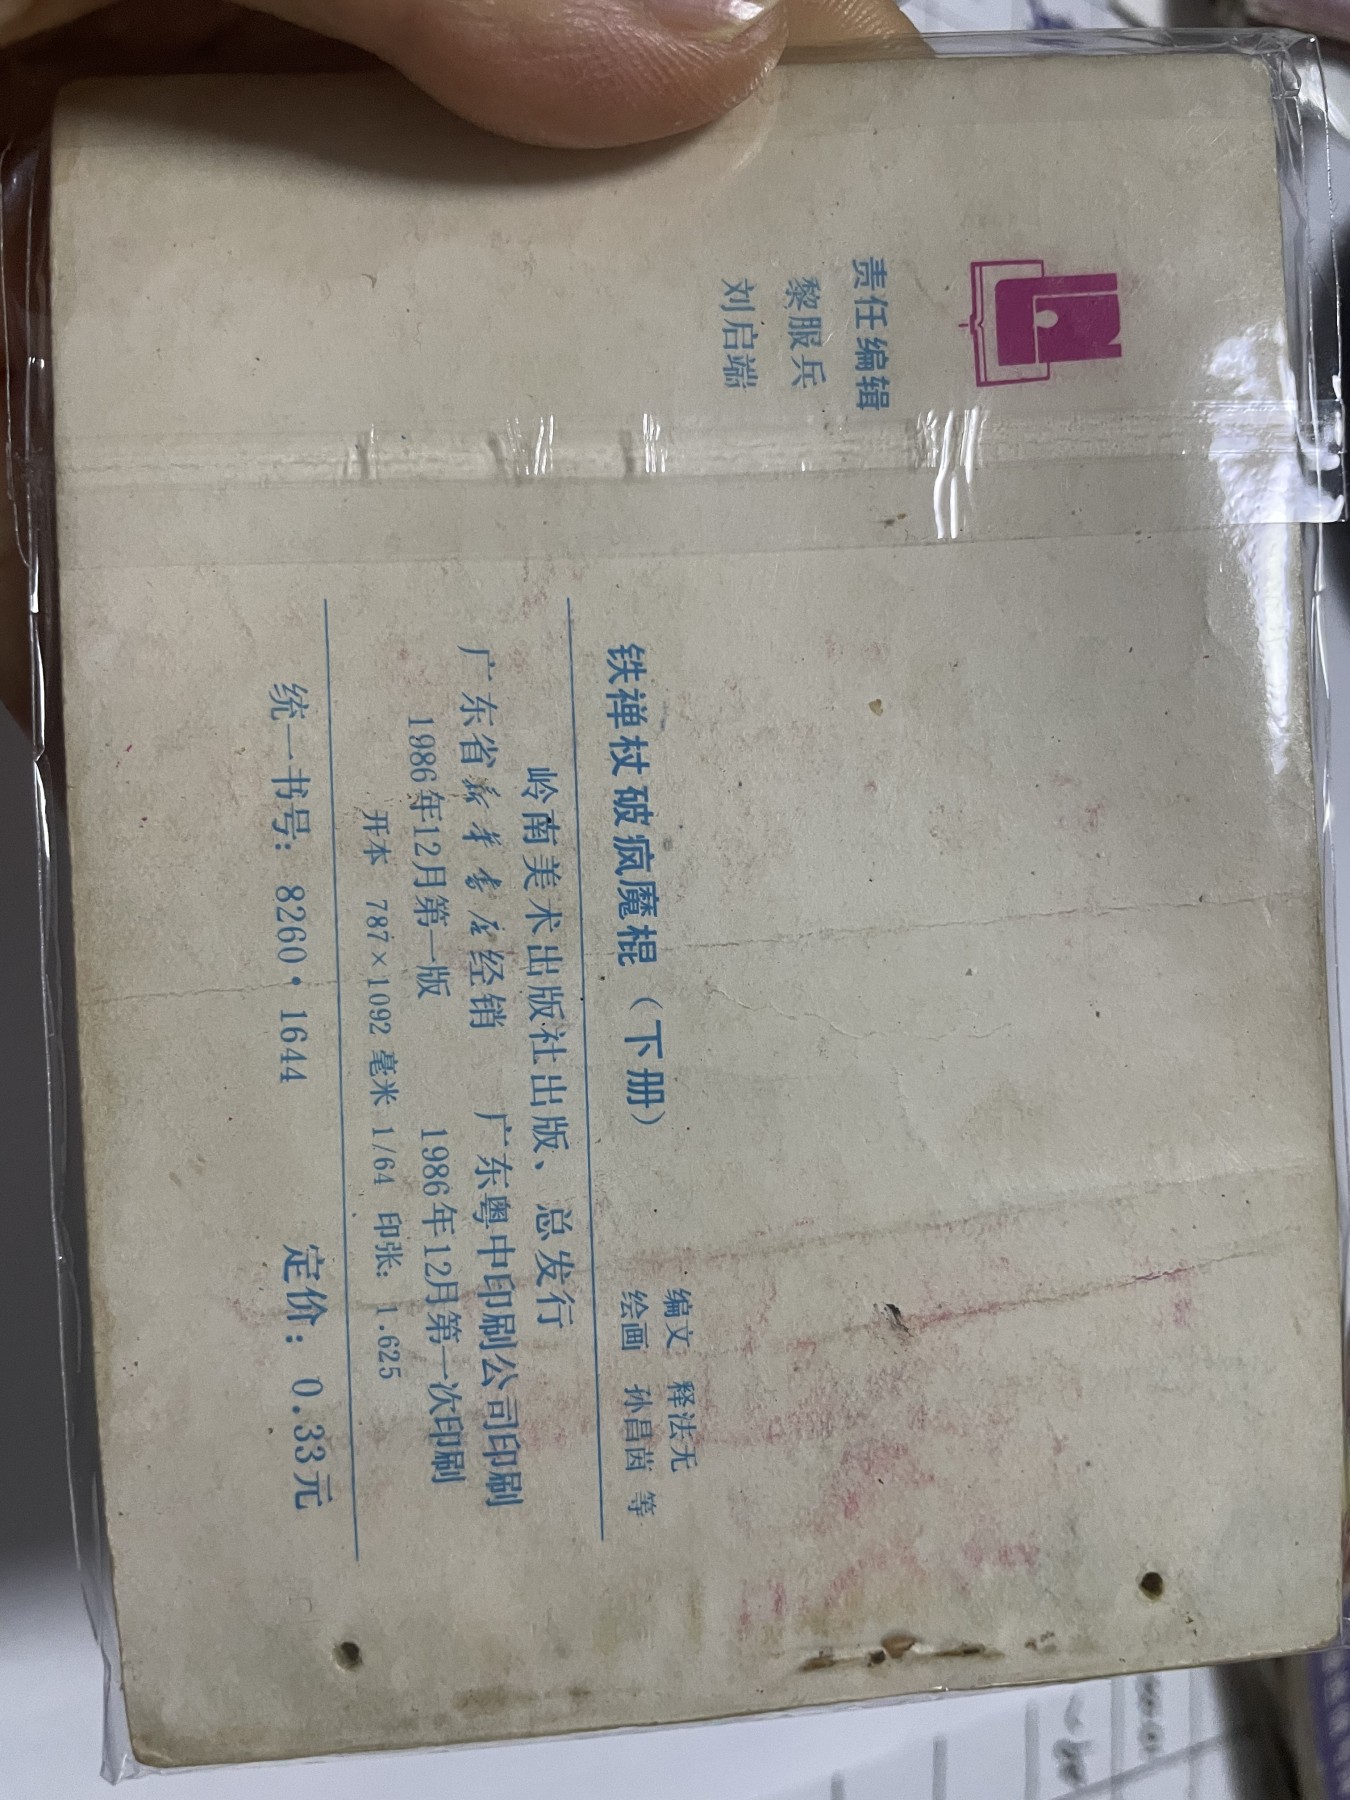 责任编辑
黎服兵
刘启端
铁禅杖破疯魔棍（下册）
编文 释法无
绘画 孙昌茵 等
岭南美术出版社出版、总发行
广东省新华书店经销 广东粤中印刷公司印刷
1986年12月第一版 1986年12月第一次印刷
开本 787×1092毫米 1/64 印张：1.625
统一书号：8260·1644 定价：0.33元